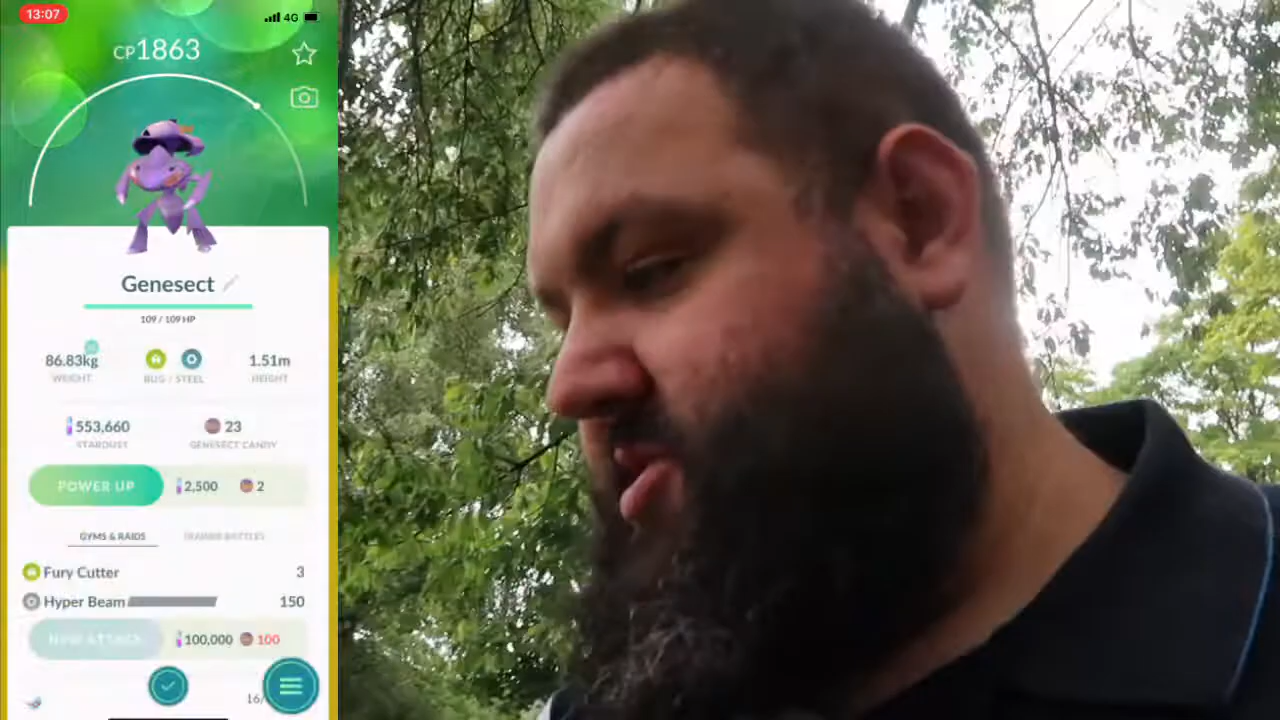 13:07
4G
CP1863
Genesect
109 / 109 HP
86.83kg
1.51m
WEIGHT
BUG / STEEL
HEIGHT
553,660
23
STARDUST
GENESECT CANDY
POWER UP
2,500
2
GYMS & RAIDS
TRAINER BATTLES
Fury Cutter
3
Hyper Beam
150
NEW ATTACK
100,000
100
16/